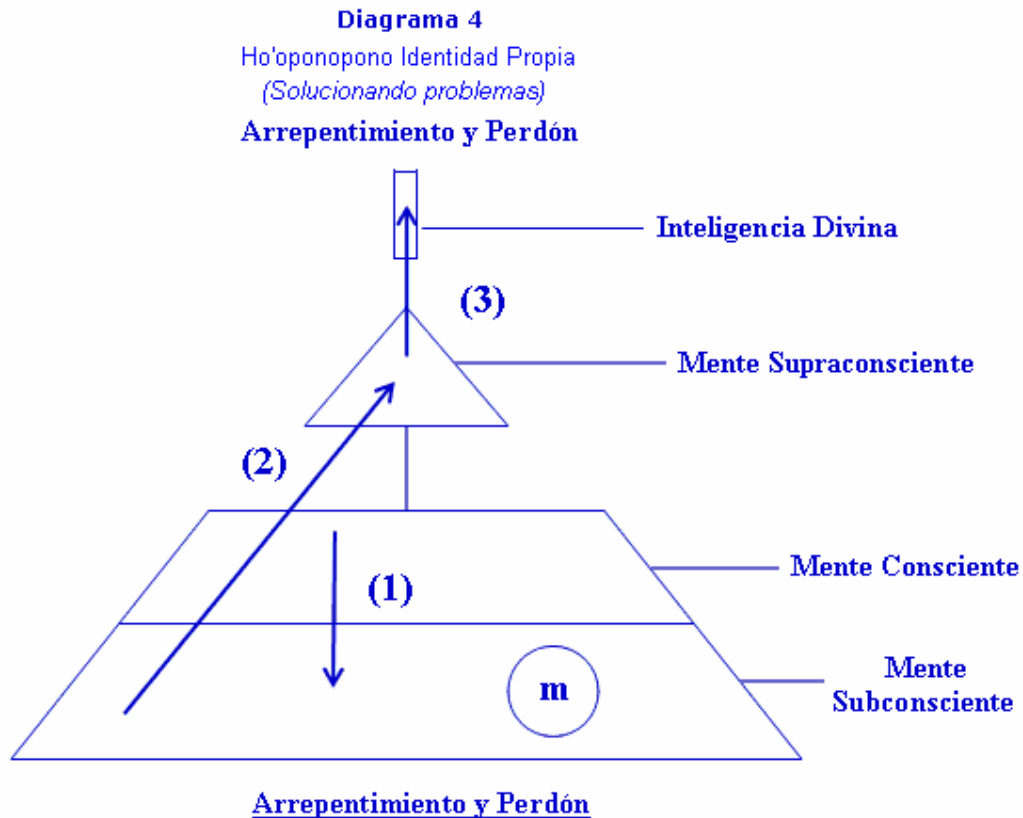 Diagrama 4
Ho'oponopono Identidad Propia
(Solucionando problemas)
Arrepentimiento y Perdón
Inteligencia Divina
(3)
Mente Supraconsciente
(2)
Mente Consciente
(1)
m
Mente
Subconsciente
Arrepentimiento y Perdón